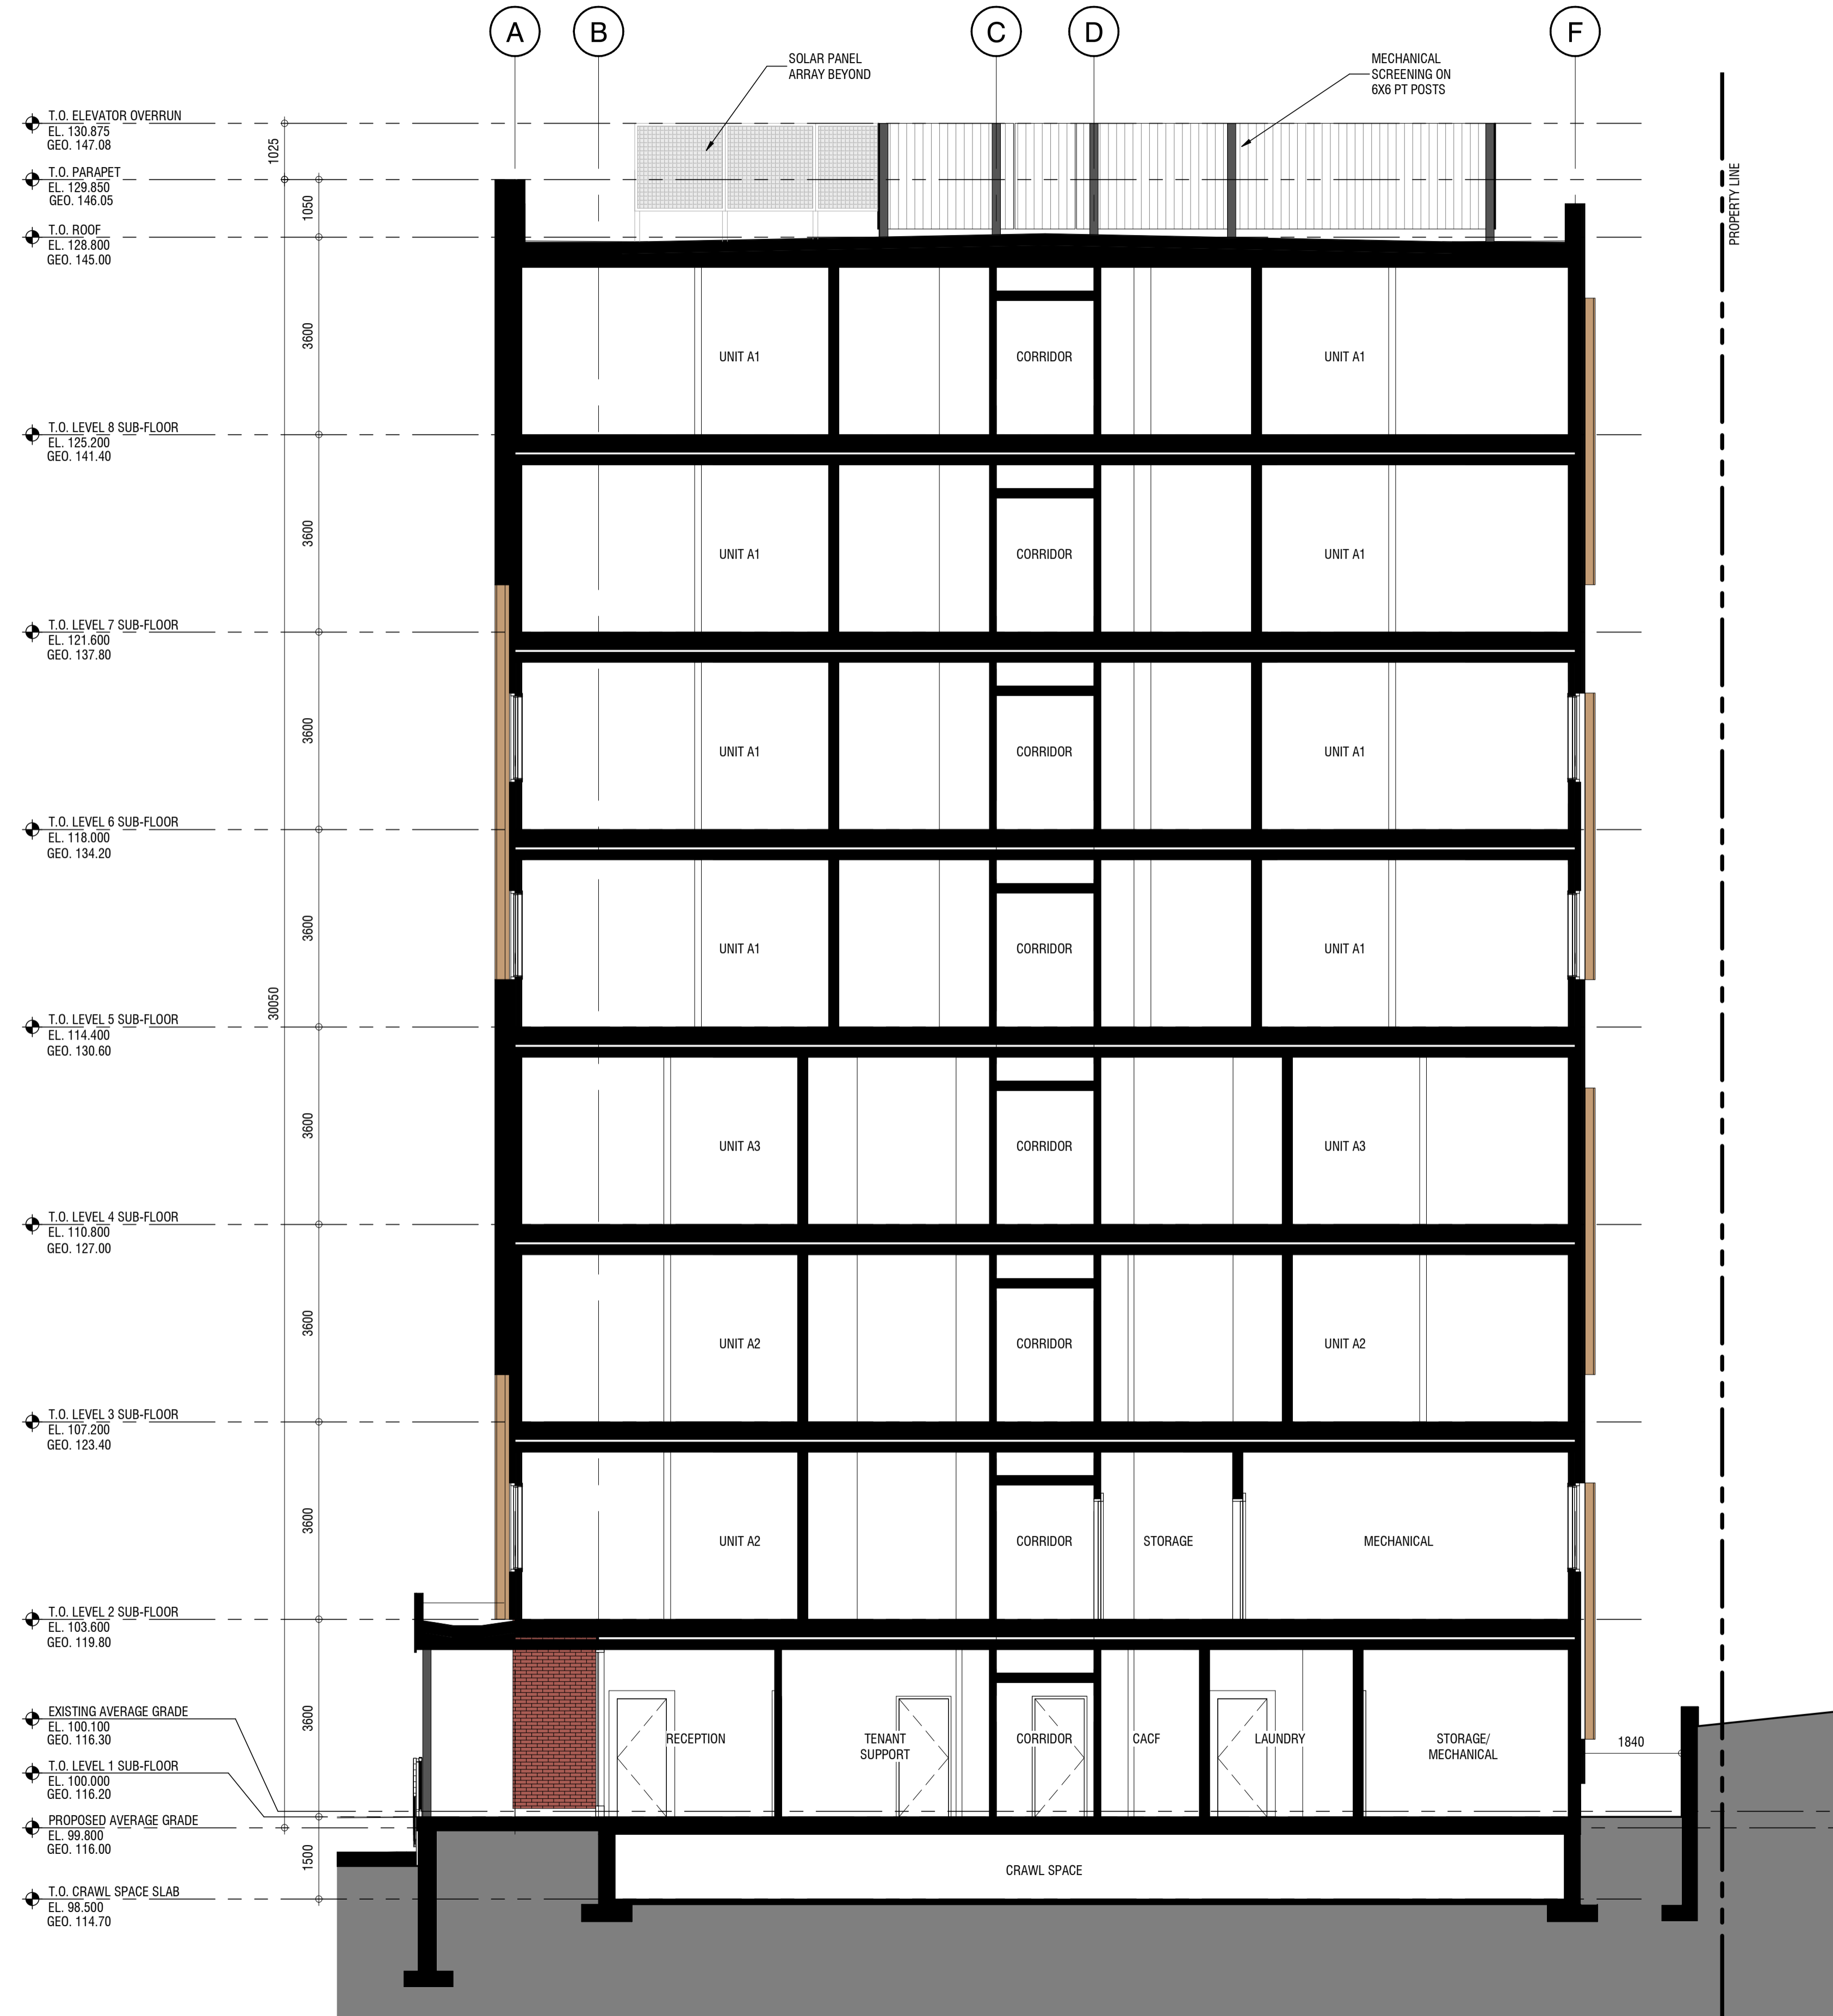 A B C D F
SOLAR PANEL
ARRAY BEYOND
MECHANICAL
SCREENING ON
6X6 PT POSTS
T.O. ELEVATOR OVERRUN
EL. 130.875
GEO. 147.08
1025
T.O. PARAPET
EL. 129.850
GEO. 146.05
1050
PROPERTY LINE
T.O. ROOF
EL. 128.800
GEO. 145.00
3600
UNIT A1 CORRIDOR UNIT A1
T.O. LEVEL 8 SUB-FLOOR
EL. 125.200
GEO. 141.40
3600
UNIT A1 CORRIDOR UNIT A1
T.O. LEVEL 7 SUB-FLOOR
EL. 121.600
GEO. 137.80
3600
UNIT A1 CORRIDOR UNIT A1
T.O. LEVEL 6 SUB-FLOOR
EL. 118.000
GEO. 134.20
3600
UNIT A1 CORRIDOR UNIT A1
30050
T.O. LEVEL 5 SUB-FLOOR
EL. 114.400
GEO. 130.60
3600
UNIT A3 CORRIDOR UNIT A3
T.O. LEVEL 4 SUB-FLOOR
EL. 110.800
GEO. 127.00
3600
UNIT A2 CORRIDOR UNIT A2
T.O. LEVEL 3 SUB-FLOOR
EL. 107.200
GEO. 123.40
3600
UNIT A2 CORRIDOR STORAGE MECHANICAL
T.O. LEVEL 2 SUB-FLOOR
EL. 103.600
GEO. 119.80
3600
EXISTING AVERAGE GRADE
EL. 100.100
GEO. 116.30
RECEPTION
TENANT
SUPPORT
CORRIDOR
CACF
LAUNDRY
STORAGE/
MECHANICAL
1840
T.O. LEVEL 1 SUB-FLOOR
EL. 100.000
GEO. 116.20
PROPOSED AVERAGE GRADE
EL. 99.800
GEO. 116.00
1500
CRAWL SPACE
T.O. CRAWL SPACE SLAB
EL. 98.500
GEO. 114.70